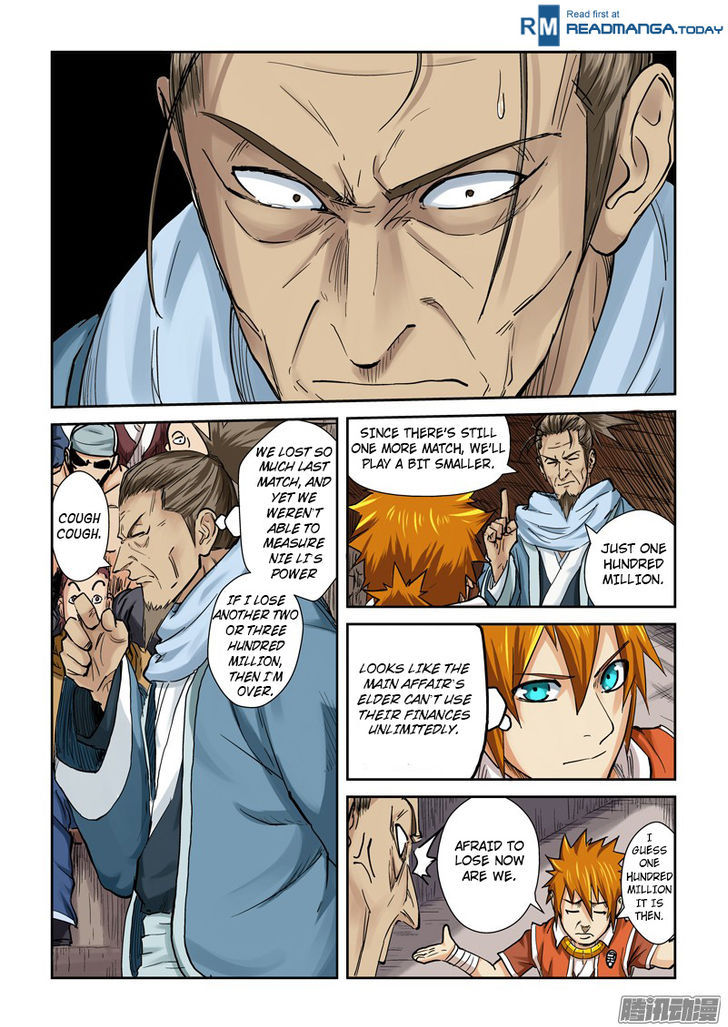 Read first at
RM READMANGA.TODAY
WE LOST SO
MUCH LAST
MATCH, AND
YET WE
WEREN'T
ABLE TO
MEASURE
NIE LI'S
POWER
COUGH
COUGH.
IF I LOSE
ANOTHER TWO
OR THREE
HUNDRED
MILLION,
THEN I'M
OVER.
SINCE THERE'S STILL
ONE MORE MATCH, WE'LL
PLAY A BIT SMALLER.
JUST ONE
HUNDRED
MILLION.
LOOKS LIKE THE
MAIN AFFAIR'S
ELDER CAN'T USE
THEIR FINANCES
UNLIMITEDLY.
AFRAID TO
LOSE NOW
ARE WE.
I
GUESS
ONE
HUNDRED
MILLION
IT IS
THEN.
腾讯动漫